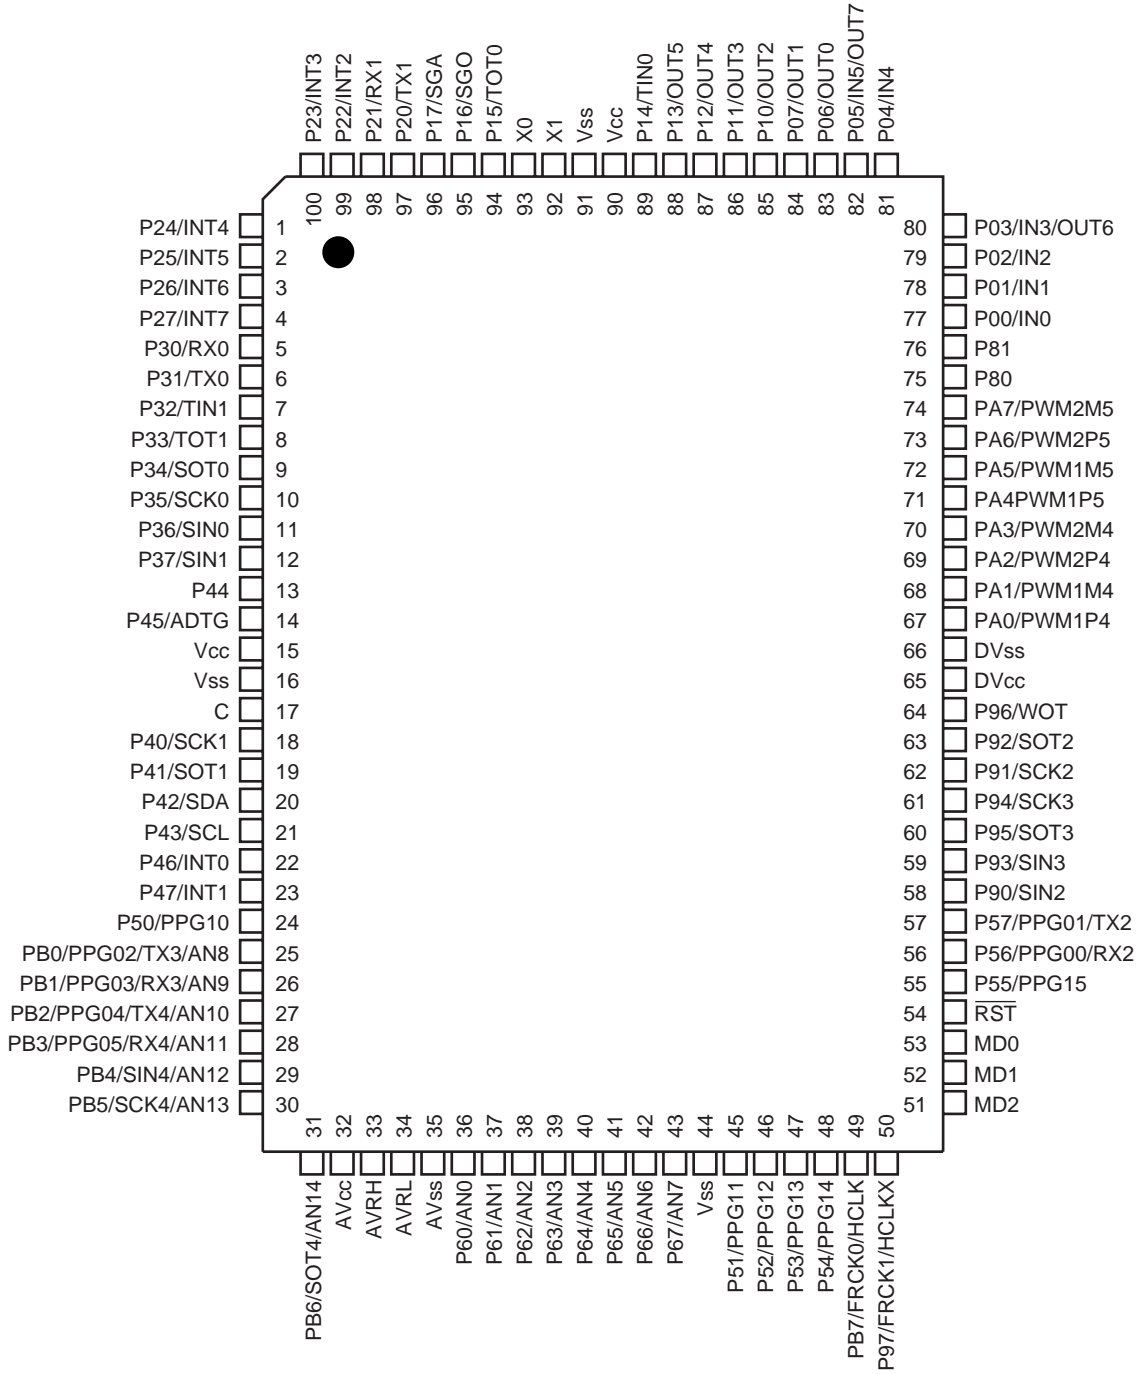 P23/INT3
P22/INT2
P21/RX1
P20/TX1
P17/SGA
P16/SGO
P15/TOT0
X0
X1
Vss
Vcc
P14/TIN0
P13/OUT5
P12/OUT4
P11/OUT3
P10/OUT2
P07/OUT1
P06/OUT0
P05/IN5/OUT7
P04/IN4
100
99
98
97
96
95
94
93
92
91
90
89
88
87
86
85
84
83
82
81
P24/INT4 1
P25/INT5 2
P26/INT6 3
P27/INT7 4
P30/RX0 5
P31/TX0 6
P32/TIN1 7
P33/TOT1 8
P34/SOT0 9
P35/SCK0 10
P36/SIN0 11
P37/SIN1 12
P44 13
P45/ADTG 14
Vcc 15
Vss 16
C 17
P40/SCK1 18
P41/SOT1 19
P42/SDA 20
P43/SCL 21
P46/INT0 22
P47/INT1 23
P50/PPG10 24
PB0/PPG02/TX3/AN8 25
PB1/PPG03/RX3/AN9 26
PB2/PPG04/TX4/AN10 27
PB3/PPG05/RX4/AN11 28
PB4/SIN4/AN12 29
PB5/SCK4/AN13 30
80 P03/IN3/OUT6
79 P02/IN2
78 P01/IN1
77 P00/IN0
76 P81
75 P80
74 PA7/PWM2M5
73 PA6/PWM2P5
72 PA5/PWM1M5
71 PA4PWM1P5
70 PA3/PWM2M4
69 PA2/PWM2P4
68 PA1/PWM1M4
67 PA0/PWM1P4
66 DVss
65 DVcc
64 P96/WOT
63 P92/SOT2
62 P91/SCK2
61 P94/SCK3
60 P95/SOT3
59 P93/SIN3
58 P90/SIN2
57 P57/PPG01/TX2
56 P56/PPG00/RX2
55 P55/PPG15
54 RST
53 MD0
52 MD1
51 MD2
31
32
33
34
35
36
37
38
39
40
41
42
43
44
45
46
47
48
49
50
PB6/SOT4/AN14
AVcc
AVRH
AVRL
AVss
P60/AN0
P61/AN1
P62/AN2
P63/AN3
P64/AN4
P65/AN5
P66/AN6
P67/AN7
Vss
P51/PPG11
P52/PPG12
P53/PPG13
P54/PPG14
PB7/FRCK0/HCLK
P97/FRCK1/HCLKX